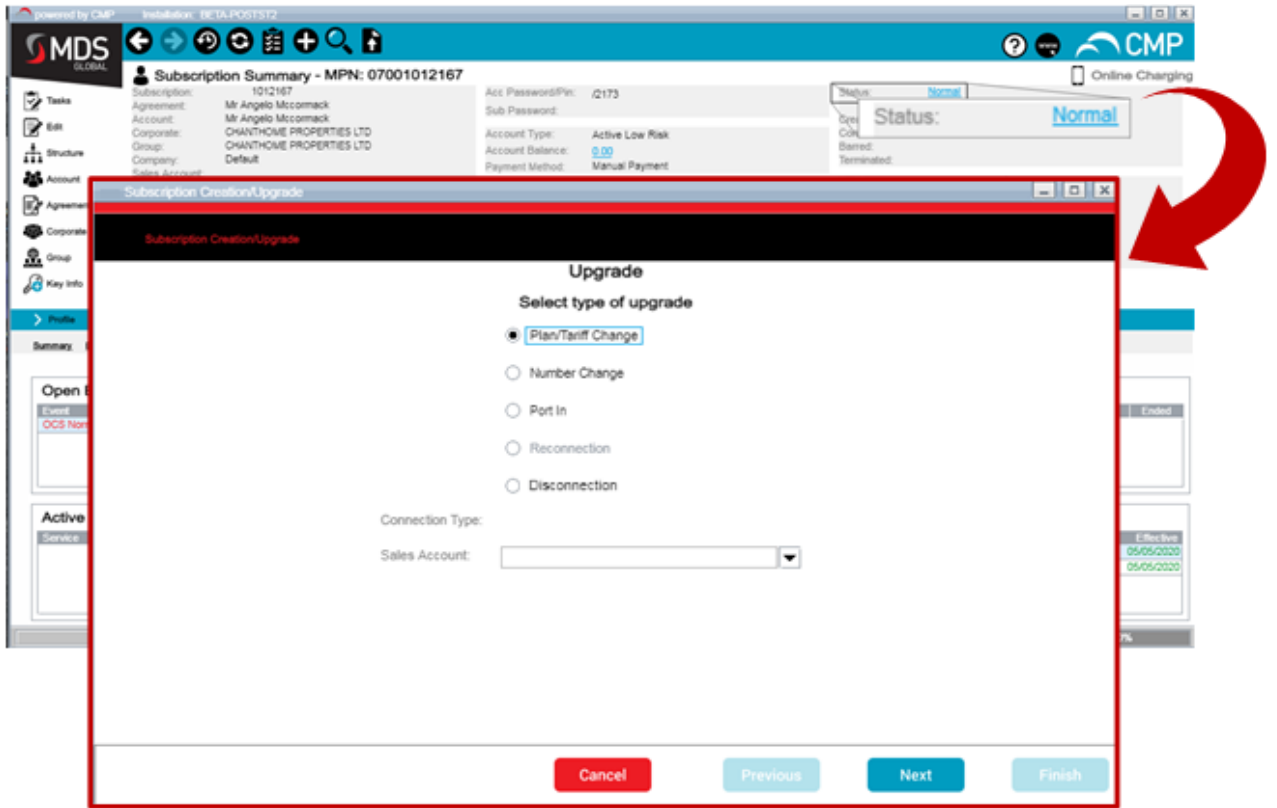 powered by CMP Installation: BETA-POSTST2
MDS
GLOBAL
CMP
Subscription Summary - MPN: 07001012167
Online Charging
Tasks
Edit
Structure
Account
Agreemen
Corporate
Group
Key Info
Subscription: 1012167
Agreement: Mr Angelo Mccormack
Account: Mr Angelo Mccormack
Corporate: CHANTHOME PROPERTIES LTD
Group: CHANTHOME PROPERTIES LTD
Company: Default
Sales Account:
Acc Password/Pin: /2173
Sub Password:
Account Type: Active Low Risk
Account Balance: 0.00
Payment Method: Manual Payment
Status: Normal
Status: Normal
Barred:
Terminated:
Profile
Summary
Open E
Event
OCS Norm
Ended
Active
Service
Effective
05/05/2020
05/05/2020
Subscription Creation/Upgrade
Subscription Creation/Upgrade
Upgrade
Select type of upgrade
Plan/Tariff Change
Number Change
Port In
Reconnection
Disconnection
Connection Type:
Sales Account:
Cancel Previous Next Finish